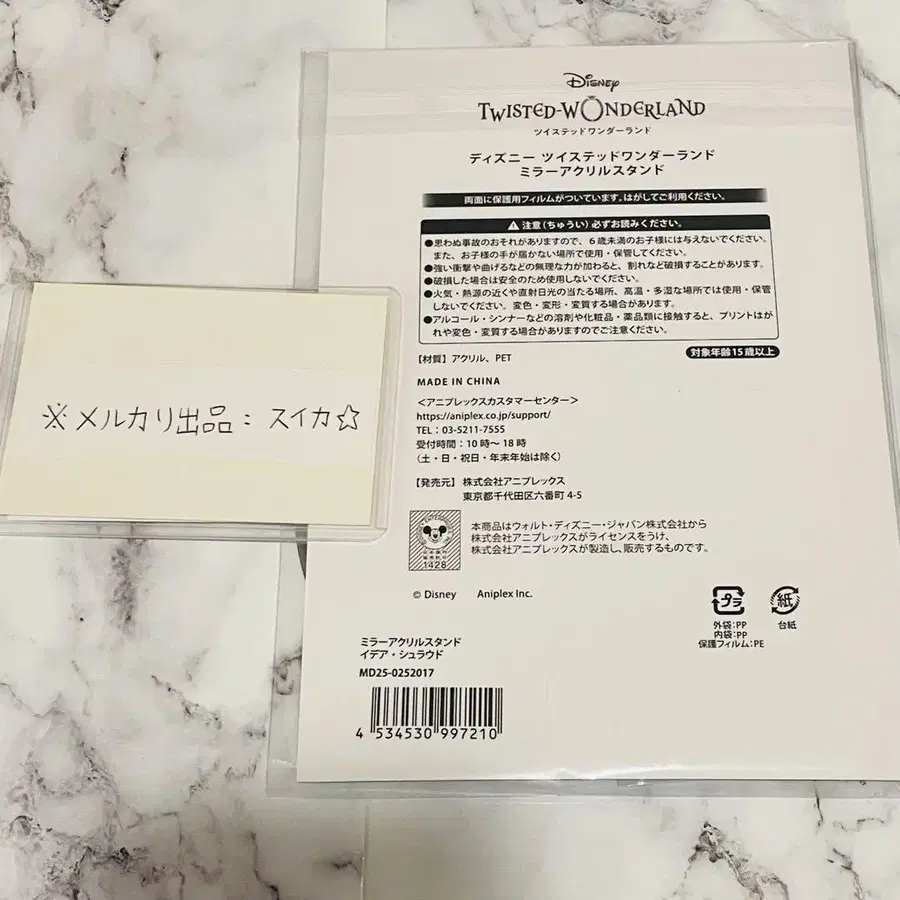 Disney
TWISTED-WONDERLAND
ツイステッドワンダーランド
ディズニー ツイステッドワンダーランド
ミラーアクリルスタンド
両面に保護用フィルムがついています。はがしてご利用ください。
注意(ちゅうい)必ずお読みください。
●思わぬ事故のおそれがありますので、6歳未満のお子様には与えないでください。
また、お子様の手が届かない場所で使用・保管してください。
●強い衝撃や曲げるなどの無理な力が加わると、割れなど破損することがあります。
●破損した場合は安全のため使用しないでください。
●火気・熱源の近くや直射日光の当たる場所、高温・多湿な場所では使用・保管
しないでください。変色・変形・変質する場合があります。
●アルコール・シンナーなどの溶剤や化粧品・薬品類に接触すると、プリントはが
れや変色・変質する場合がありますのでご注意ください。
【材質】アクリル、PET
対象年齢15歳以上
MADE IN CHINA
<アニプレックスカスタマーセンター>
https://aniplex.co.jp/support/
TEL:03-5211-7555
受付時間:10時~18時
(土・日・祝日・年末年始は除く)
【発売元】株式会社アニプレックス
東京都千代田区六番町4-5
1428
本商品はウォルト・ディズニー・ジャパン株式会社から
株式会社アニプレックスがライセンスをうけ、
株式会社アニプレックスが製造し、販売するものです。
© Disney Aniplex Inc.
プラ
外袋:PP
内袋:PP
保護フィルム:PE
紙
台紙
ミラーアクリルスタンド
イデア・シュラウド
MD25-0252017
4 534530 997210
※メルカリ出品:スイカ☆